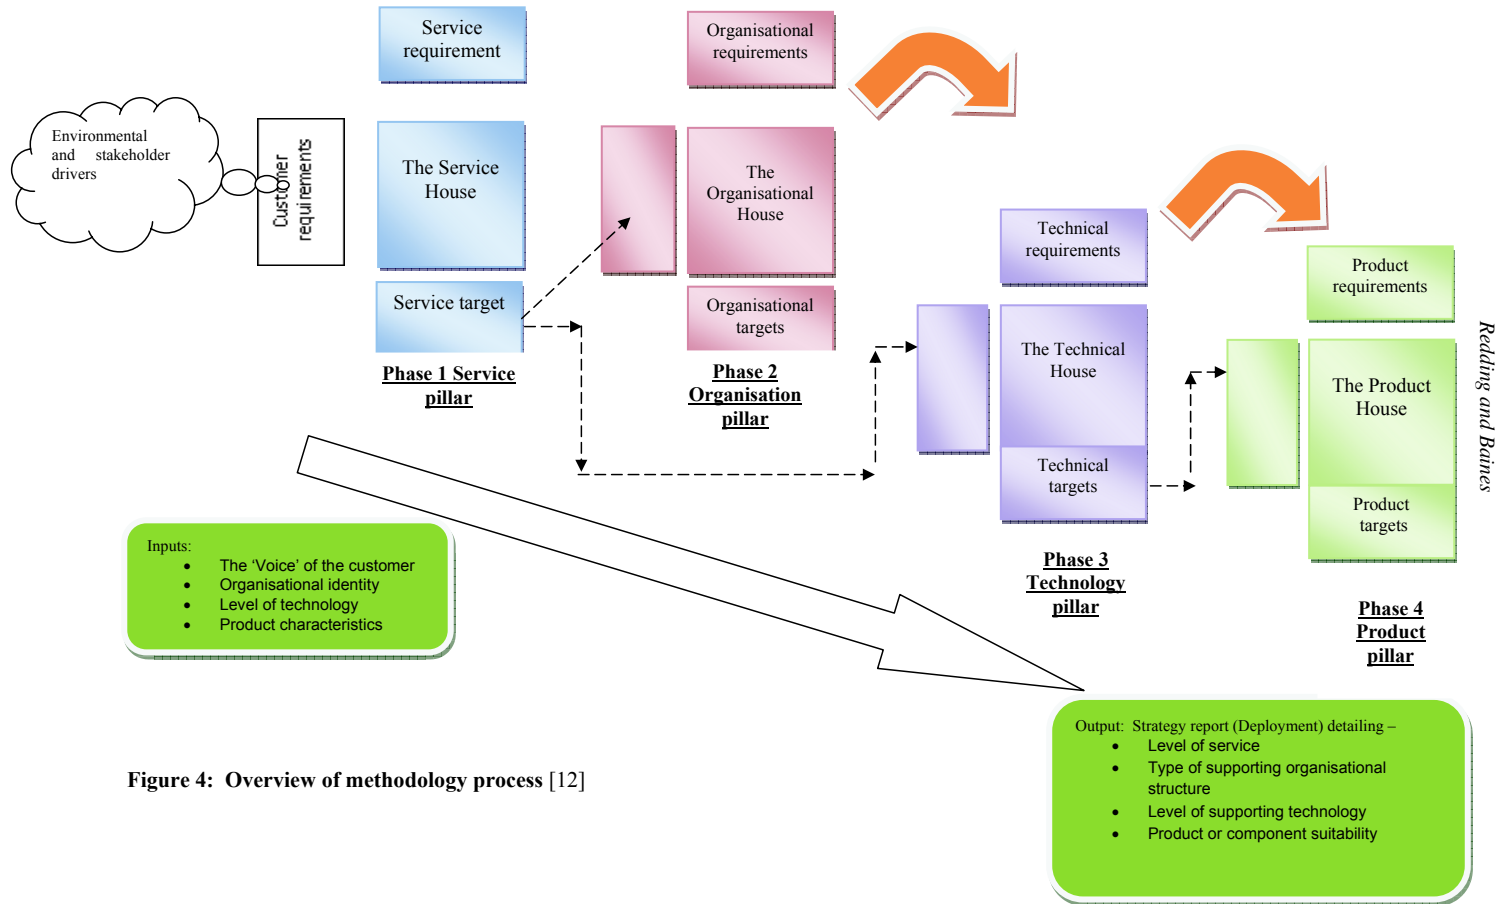 Service
requirement
Organisational
requirements
Environmental
and stakeholder
drivers
Customer
requirements
The Service
House
The
Organisational
House
Service target
Organisational
targets
Phase 1 Service
pillar
Phase 2
Organisation
pillar
Technical
requirements
The Technical
House
Technical
targets
Phase 3
Technology
pillar
Product
requirements
The Product
House
Product
targets
Phase 4
Product
pillar
Redding and Baines
Inputs:
• The ‘Voice’ of the customer
• Organisational identity
• Level of technology
• Product characteristics
Output: Strategy report (Deployment) detailing –
• Level of service
• Type of supporting organisational
structure
• Level of supporting technology
• Product or component suitability
Figure 4: Overview of methodology process [12]